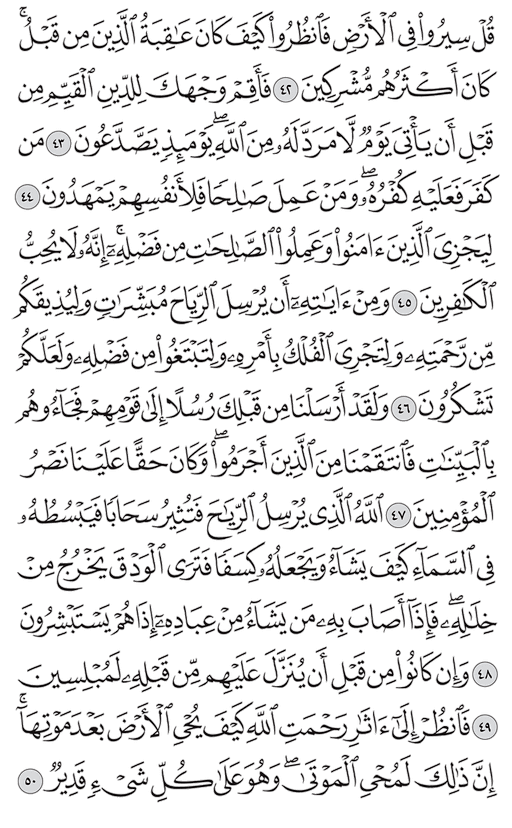 قُلْ سِيرُوا۟ فِى ٱلْأَرْضِ فَٱنظُرُوا۟ كَيْفَ كَانَ عَـٰقِبَةُ ٱلَّذِينَ مِن قَبْلُ ۚ
كَانَ أَكْثَرُهُم مُّشْرِكِينَ ٤٢ فَأَقِمْ وَجْهَكَ لِلدِّينِ ٱلْقَيِّمِ مِن
قَبْلِ أَن يَأْتِىَ يَوْمٌ لَّا مَرَدَّ لَهُۥ مِنَ ٱللَّهِ ۖ يَوْمَئِذٍ يَصَّدَّعُونَ ٤٣ مَن
كَفَرَ فَعَلَيْهِ كُفْرُهُۥ ۖ وَمَنْ عَمِلَ صَـٰلِحًا فَلِأَنفُسِهِمْ يَمْهَدُونَ ٤٤
لِيَجْزِىَ ٱلَّذِينَ ءَامَنُوا۟ وَعَمِلُوا۟ ٱلصَّـٰلِحَـٰتِ مِن فَضْلِهِۦٓ ۚ إِنَّهُۥ لَا يُحِبُّ
ٱلْكَـٰفِرِينَ ٤٥ وَمِنْ ءَايَـٰتِهِۦٓ أَن يُرْسِلَ ٱلرِّيَاحَ مُبَشِّرَٰتٍ وَلِيُذِيقَكُم
مِّن رَّحْمَتِهِۦ وَلِتَجْرِىَ ٱلْفُلْكُ بِأَمْرِهِۦ وَلِتَبْتَغُوا۟ مِن فَضْلِهِۦ وَلَعَلَّكُمْ
تَشْكُرُونَ ٤٦ وَلَقَدْ أَرْسَلْنَا مِن قَبْلِكَ رُسُلًا إِلَىٰ قَوْمِهِمْ فَجَآءُوهُم
بِٱلْبَيِّنَـٰتِ فَٱنتَقَمْنَا مِنَ ٱلَّذِينَ أَجْرَمُوا۟ ۖ وَكَانَ حَقًّا عَلَيْنَا نَصْرُ
ٱلْمُؤْمِنِينَ ٤٧ ٱللَّهُ ٱلَّذِى يُرْسِلُ ٱلرِّيَـٰحَ فَتُثِيرُ سَحَابًا فَيَبْسُطُهُۥ
فِى ٱلسَّمَآءِ كَيْفَ يَشَآءُ وَيَجْعَلُهُۥ كِسَفًا فَتَرَى ٱلْوَدْقَ يَخْرُجُ مِنْ
خِلَـٰلِهِۦ ۖ فَإِذَآ أَصَابَ بِهِۦ مَن يَشَآءُ مِنْ عِبَادِهِۦٓ إِذَا هُمْ يَسْتَبْشِرُونَ
٤٨ وَإِن كَانُوا۟ مِن قَبْلِ أَن يُنَزَّلَ عَلَيْهِم مِّن قَبْلِهِۦ لَمُبْلِسِينَ
٤٩ فَٱنظُرْ إِلَىٰٓ ءَاثَـٰرِ رَحْمَتِ ٱللَّهِ كَيْفَ يُحْىِ ٱلْأَرْضَ بَعْدَ مَوْتِهَآ ۚ
إِنَّ ذَٰلِكَ لَمُحْىِ ٱلْمَوْتَىٰ ۖ وَهُوَ عَلَىٰ كُلِّ شَىْءٍ قَدِيرٌ ٥٠